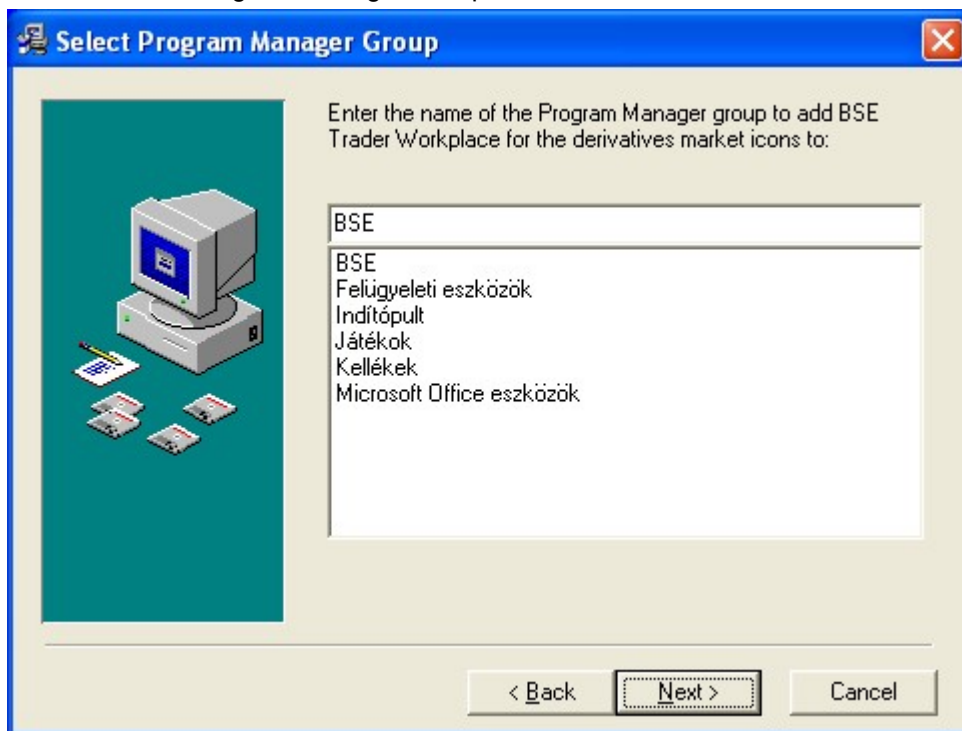 Select Program Manager Group
Enter the name of the Program Manager group to add BSE
Trader Workplace for the derivatives market icons to:
BSE
BSE
Felügyeleti eszközök
Indítópult
Játékok
Kellékek
Microsoft Office eszközök
< Back
Next >
Cancel